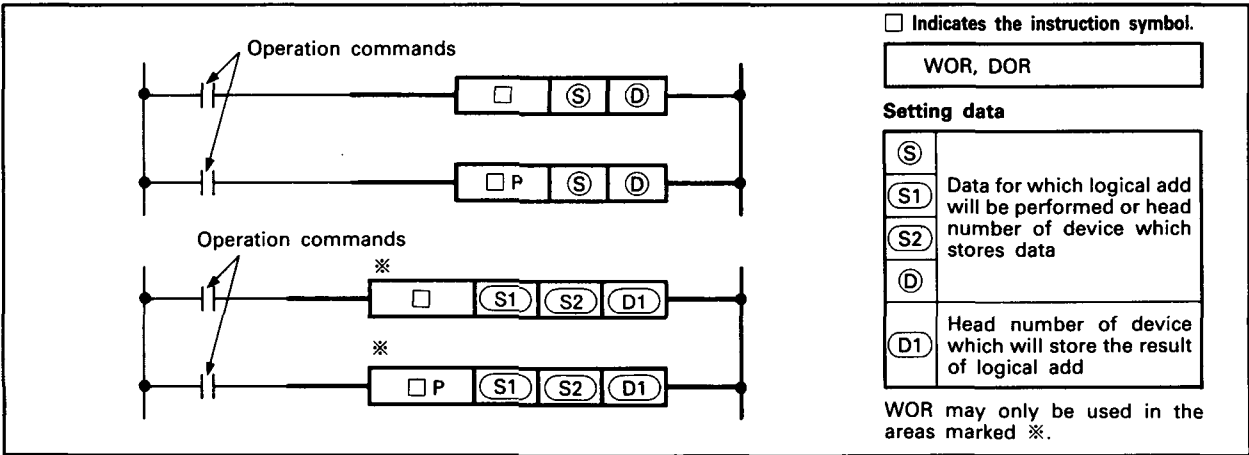 Operation commands
□ Ⓢ Ⓓ
□ P Ⓢ Ⓓ
Operation commands
※
□ S1 S2 D1
※
□ P S1 S2 D1
□ Indicates the instruction symbol.
WOR, DOR
Setting data
Ⓢ
S1
S2
Ⓓ
Data for which logical add
will be performed or head
number of device which
stores data
D1
Head number of device
which will store the result
of logical add
WOR may only be used in the
areas marked ※.